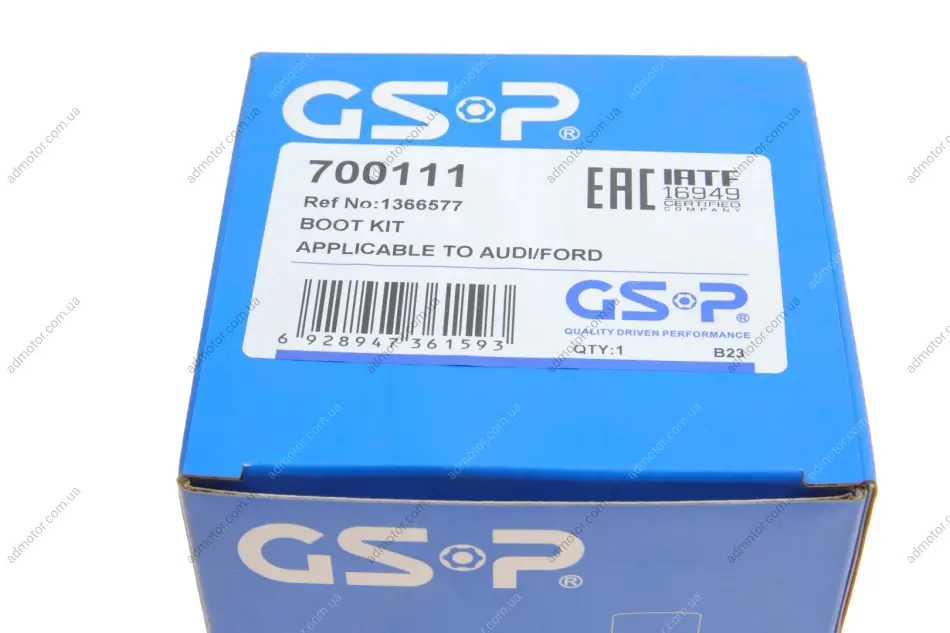 GS•P®
700111
Ref No:1366577
BOOT KIT
APPLICABLE TO AUDI/FORD
EAC
IATF
16949
CERTIFIED
COMPANY
6 928947 361593
GS•P®
QUALITY DRIVEN PERFORMANCE
QTY:1
B23
GS•P®
admotor.com.ua